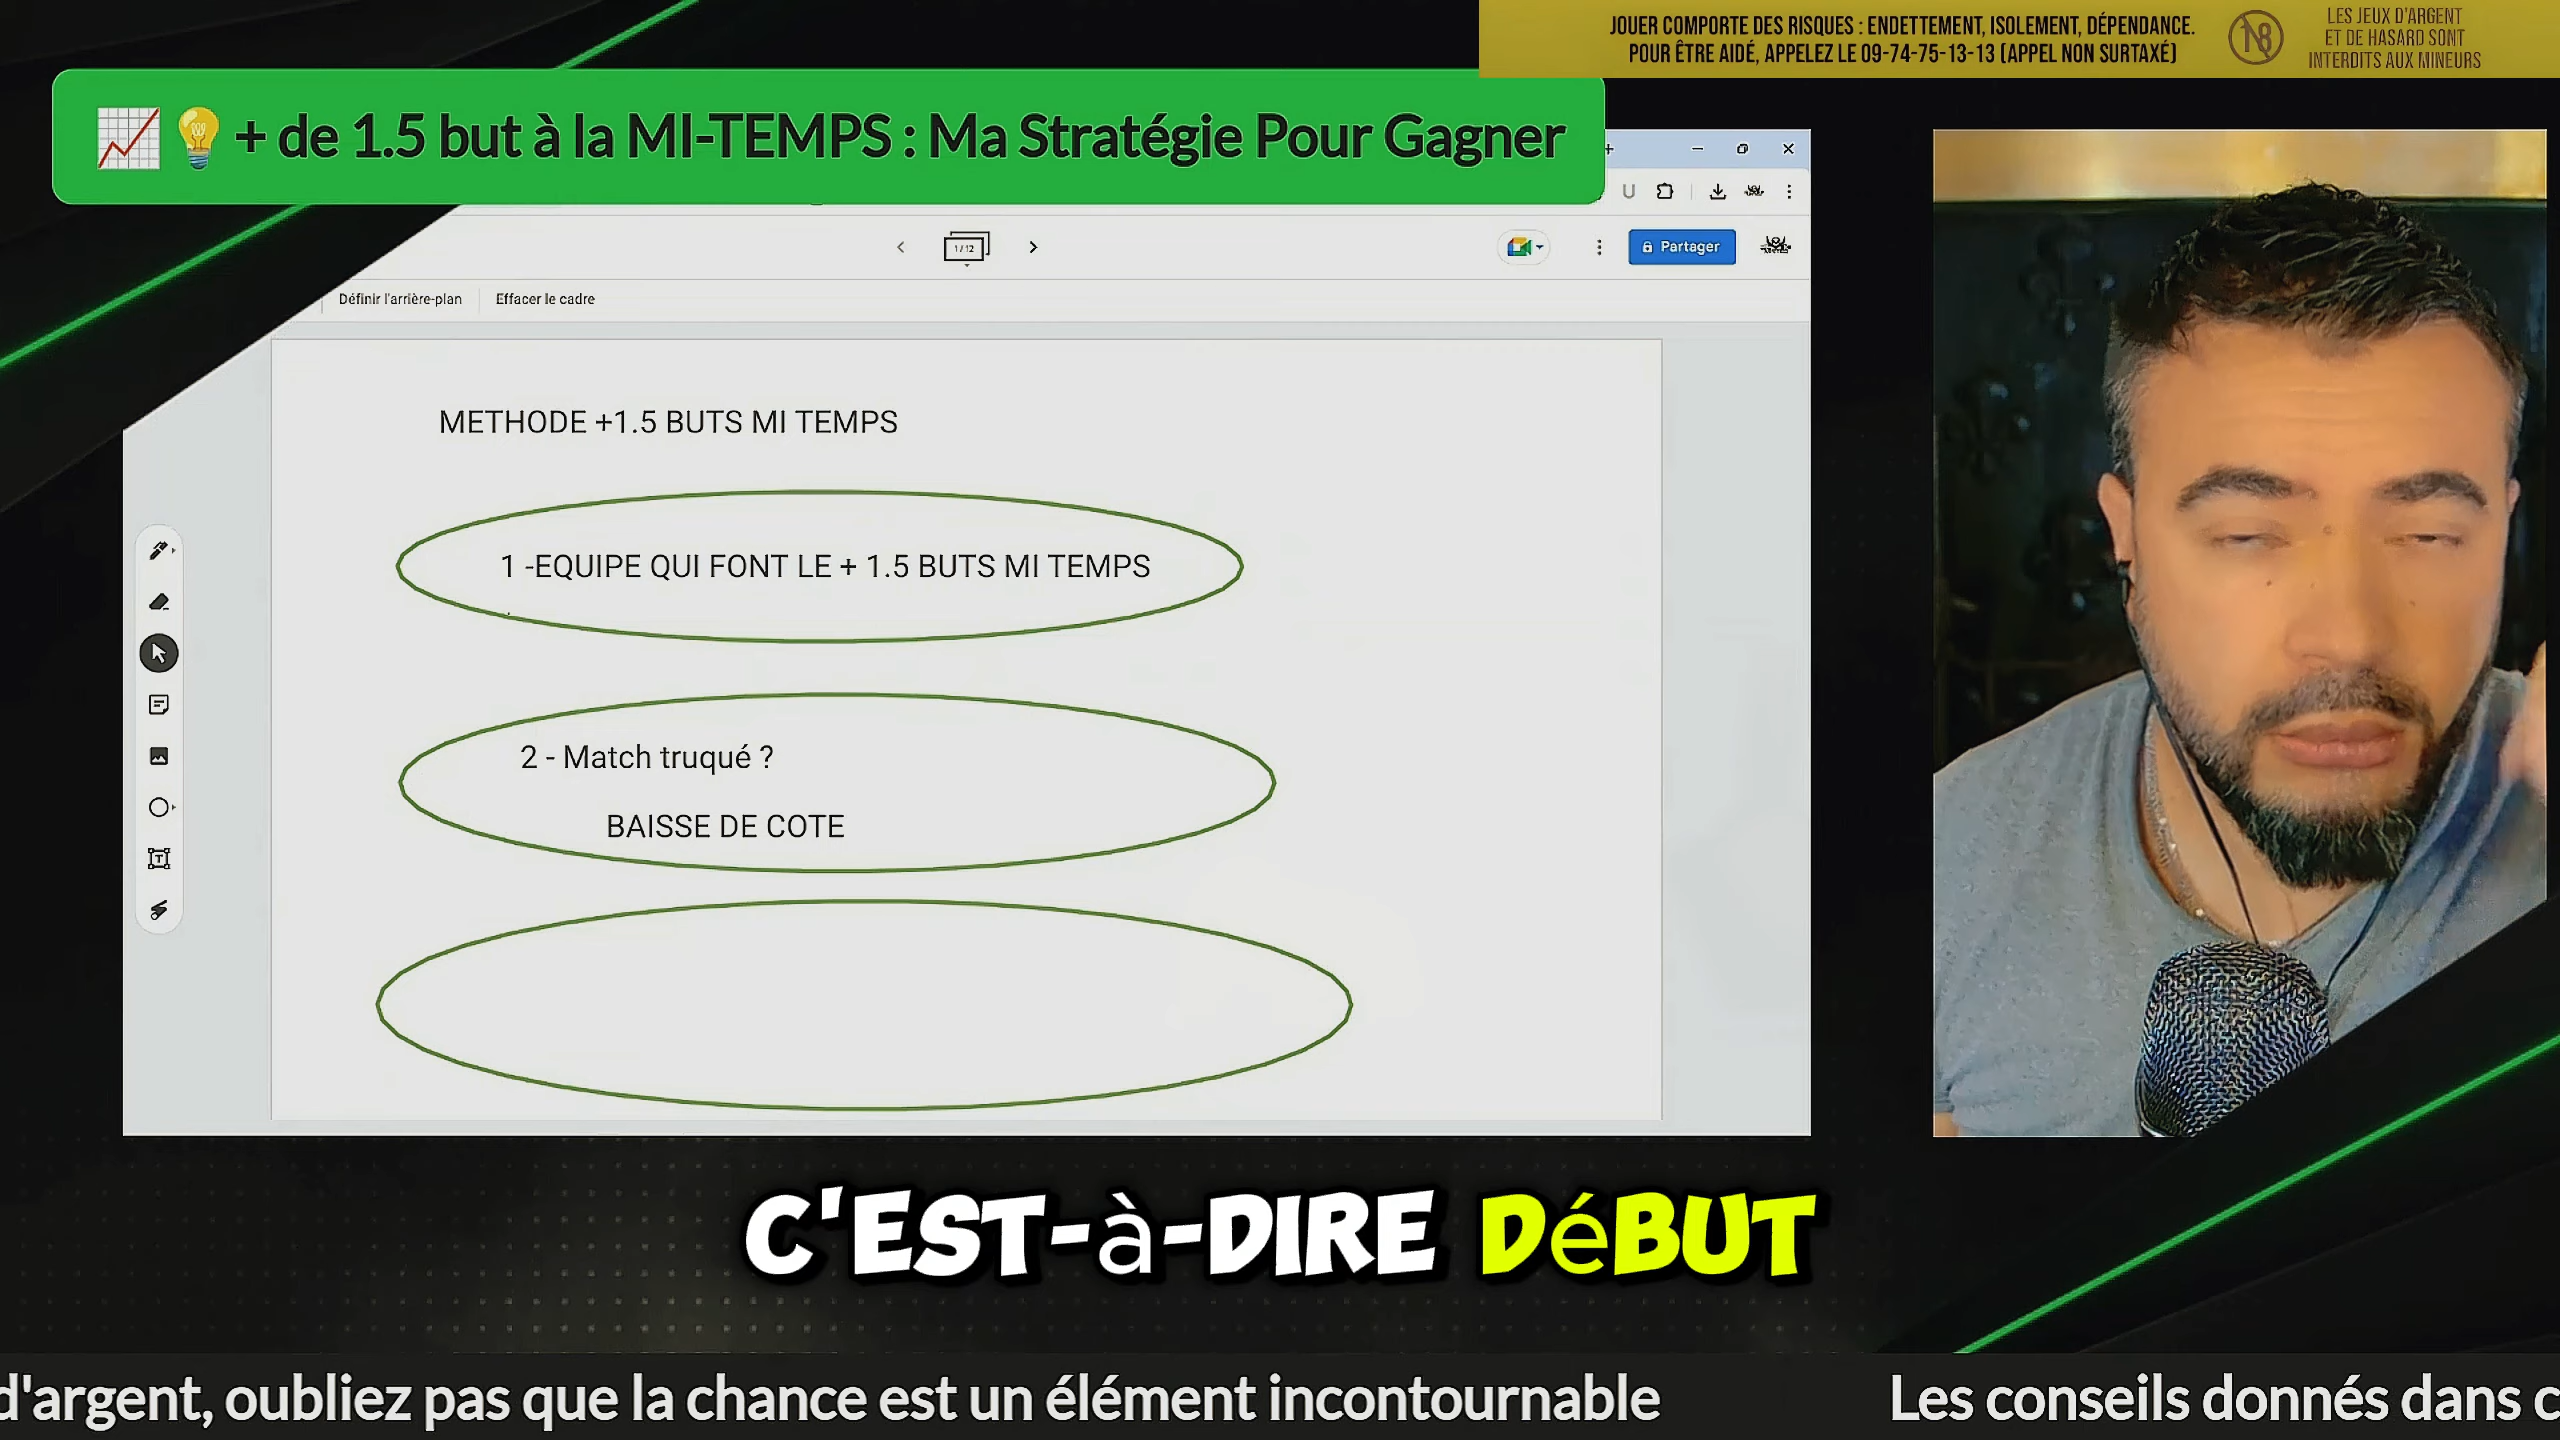 JOUER COMPORTE DES RISQUES : ENDETTEMENT, ISOLEMENT, DÉPENDANCE.
POUR ÊTRE AIDÉ, APPELEZ LE 09-74-75-13-13 (APPEL NON SURTAXÉ)
18
LES JEUX D'ARGENT
ET DE HASARD SONT
INTERDITS AUX MINEURS
+ de 1.5 but à la MI-TEMPS : Ma Stratégie Pour Gagner
1/12
Partager
Définir l'arrière-plan
Effacer le cadre
METHODE +1.5 BUTS MI TEMPS
1 -EQUIPE QUI FONT LE + 1.5 BUTS MI TEMPS
2 - Match truqué ?
BAISSE DE COTE
C'EST-à-DIRE DéBUT
d'argent, oubliez pas que la chance est un élément incontournable
Les conseils donnés dans c